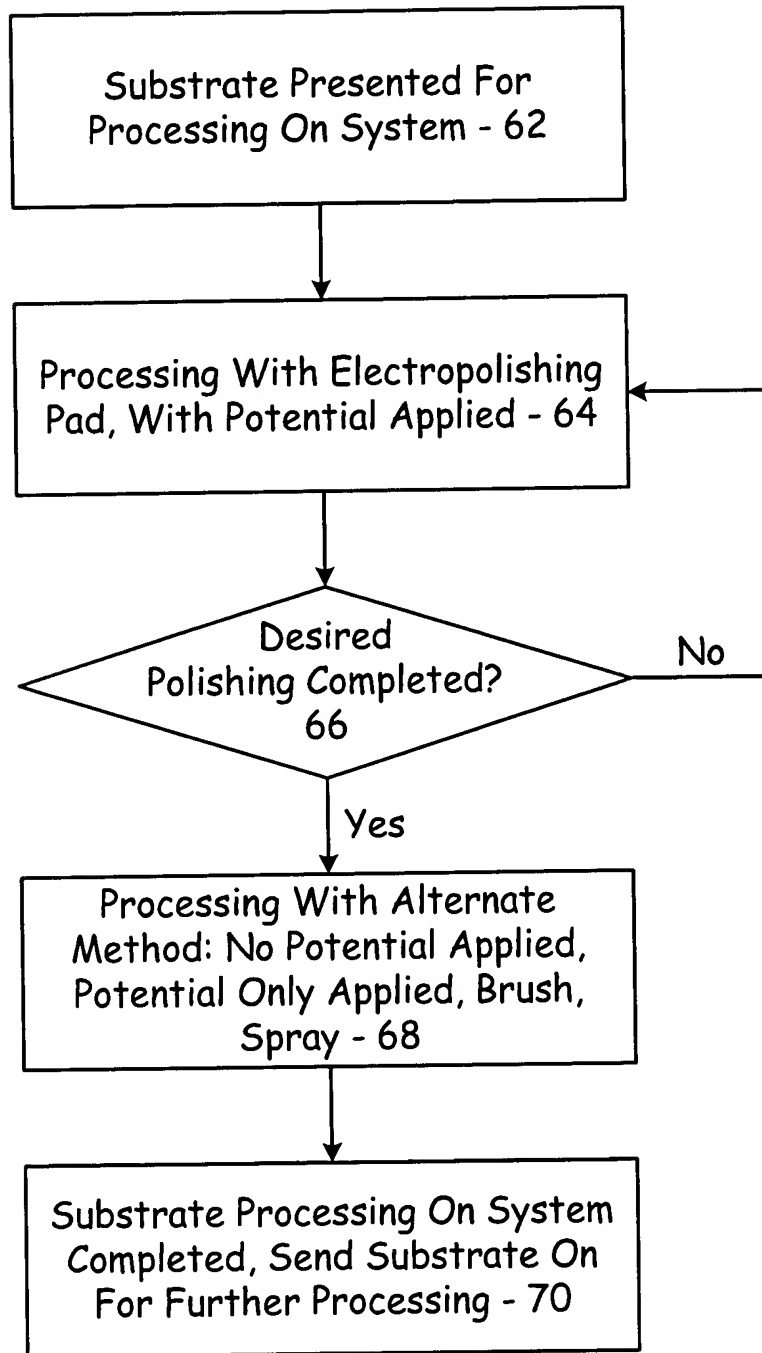 Substrate Presented For
Processing On System - 62
Processing With Electropolishing
Pad, With Potential Applied - 64
Desired
Polishing Completed?
66
No
Yes
Processing With Alternate
Method: No Potential Applied,
Potential Only Applied, Brush,
Spray - 68
Substrate Processing On System
Completed, Send Substrate On
For Further Processing - 70